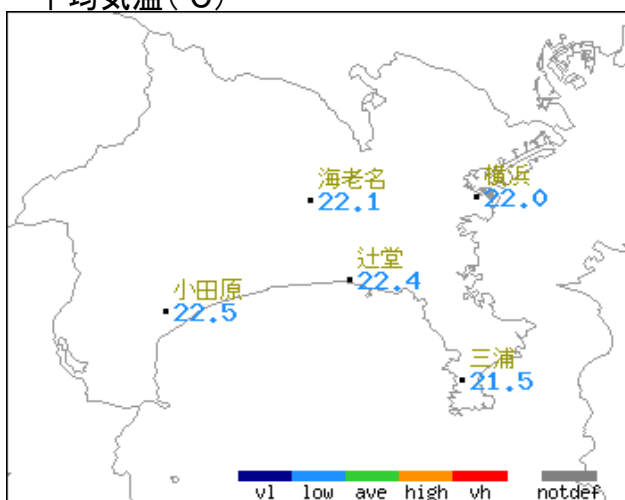 平均気温(℃)
海老名
22.1
横浜
22.0
辻堂
22.4
小田原
22.5
三浦
21.5
vl low ave high vh notdef